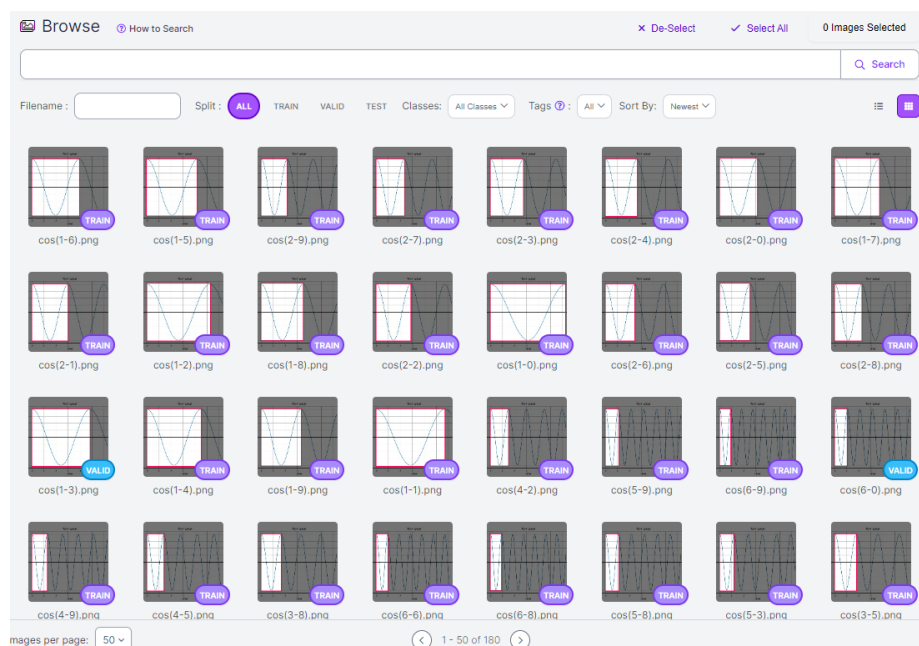 Browse How to Search De-Select Select All 0 Images Selected
Search
Filename : Split : ALL TRAIN VALID TEST Classes: All Classes Tags : All Sort By: Newest
TRAIN TRAIN TRAIN TRAIN TRAIN TRAIN TRAIN TRAIN
cos(1-6).png cos(1-5).png cos(2-9).png cos(2-7).png cos(2-3).png cos(2-4).png cos(2-0).png cos(1-7).png
TRAIN TRAIN TRAIN TRAIN TRAIN TRAIN TRAIN TRAIN
cos(2-1).png cos(1-2).png cos(1-8).png cos(2-2).png cos(1-0).png cos(2-6).png cos(2-5).png cos(2-8).png
VALID TRAIN TRAIN TRAIN TRAIN TRAIN TRAIN VALID
cos(1-3).png cos(1-4).png cos(1-9).png cos(1-1).png cos(4-2).png cos(5-9).png cos(6-9).png cos(6-0).png
TRAIN TRAIN TRAIN TRAIN TRAIN TRAIN TRAIN TRAIN
cos(4-9).png cos(4-5).png cos(3-8).png cos(6-6).png cos(6-8).png cos(5-8).png cos(5-3).png cos(3-5).png
mages per page: 50 1 - 50 of 180